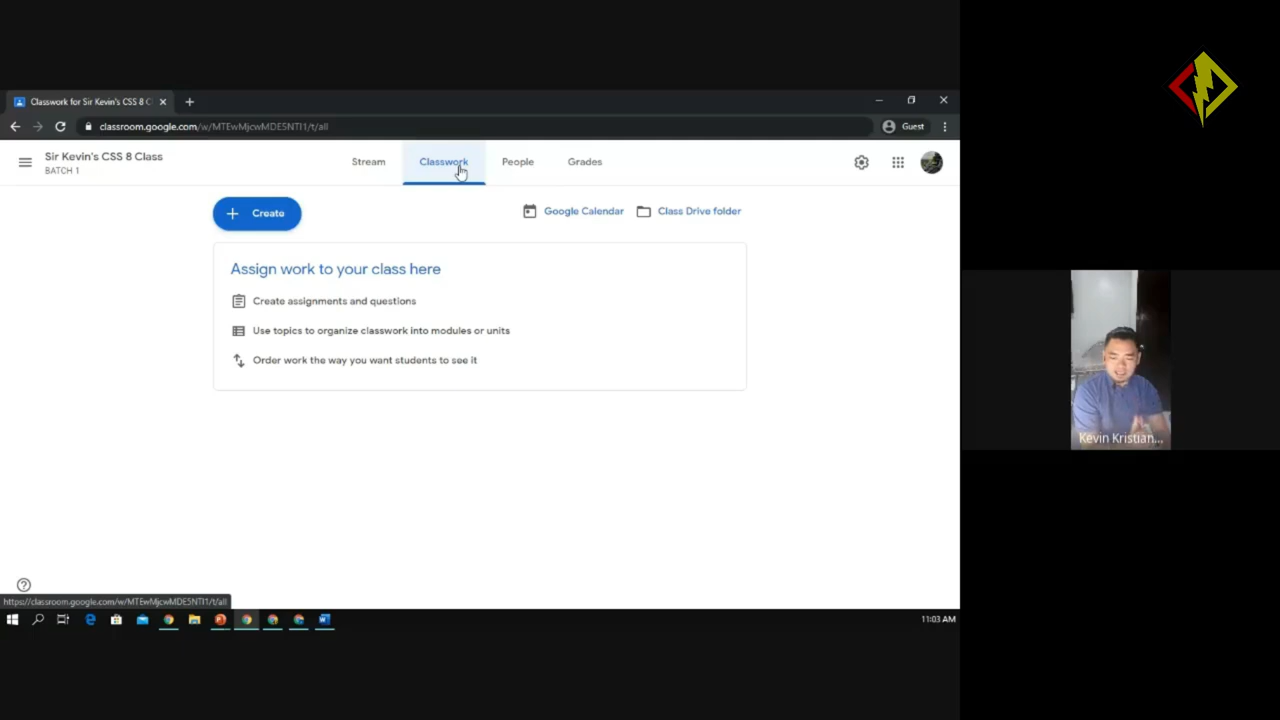 Classwork for Sir Kevin's CSS 8 C
classroom.google.com/w/MTEwMjcwMDE5NTI1/t/all
Guest
Sir Kevin's CSS 8 Class
BATCH 1
Stream
Classwork
People
Grades
Create
Google Calendar
Class Drive folder
Assign work to your class here
Create assignments and questions
Use topics to organize classwork into modules or units
Order work the way you want students to see it
Kevin Kristian...
https://classroom.google.com/w/MTEwMjcwMDE5NTI1/t/all
11:03 AM